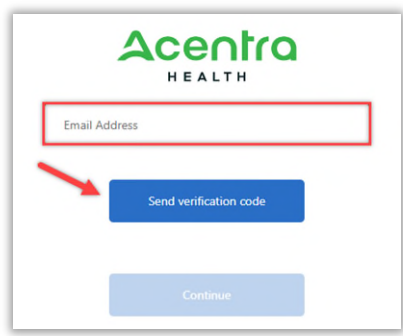 Acentra
HEALTH
Email Address
Send verification code
Continue